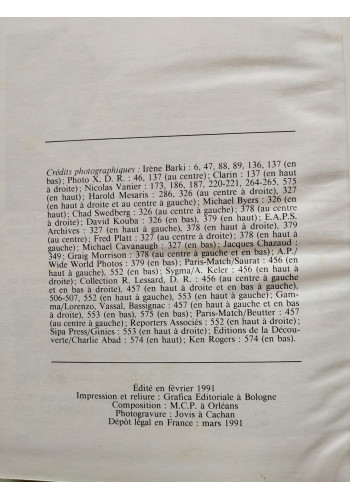 Crédits photographiques : Irène Barki : 6, 47, 88, 89, 136, 137 (en
bas); Photo X, D. R. : 46, 137 (au centre); Clarin : 137 (en haut à
droite); Nicolas Vanier : 173, 186, 187, 220-221, 264-265, 575
(en haut à droite); Harold Mesaris : 286, 326 (au centre à droite), 327
(en haut à droite et au centre à gauche); Michael Byers : 326 (en haut
en bas); Chad Swedberg : 326 (au centre à gauche); 378 (au centre
à droite); David Kouba : 326 (en bas), 379 (en haut); E.A.P.S.
Archives : 327 (en haut à gauche), 378 (en haut à droite), 379
(au centre); Fred Platt : 327 (au centre à droite); 378 (en haut à
gauche); Michael Cavanaugh : 327 (en bas); Jacques Chazaud :
349; Graig Morrison : 378 (au centre à gauche et en bas); A.P./
Wide World Photos : 379 (en bas); Paris-Match/Saurat : 456 (en
haut à gauche), 552 (en bas); Sygma/A. Keler : 456 (en haut à
droite); Collection R. Lessard, D. R. : 456 (au centre à gauche
et en bas à droite), 457 (en haut à droite et en bas à gauche),
506-507, 552 (en haut à gauche), 553 (en haut à gauche); Gam-
ma/Lorenzo, Vassal, Bassignac : 457 (en haut à gauche et en bas
à droite), 553 (en bas), 575 (en bas); Paris-Match/Beutter : 457
(au centre à gauche); Reporters Associés : 552 (en haut à droite);
Sipa Press/Ginies : 553 (en haut à droite); Éditions de la Décou-
verte/Charlie Abad : 574 (en haut); Ken Rogers : 574 (en bas).
Édité en février 1991
Impression et reliure : Grafica Editoriale à Bologne
Composition : M.C.P. à Orléans
Photogravure : Jovis à Cachan
Dépôt légal en France : mars 1991